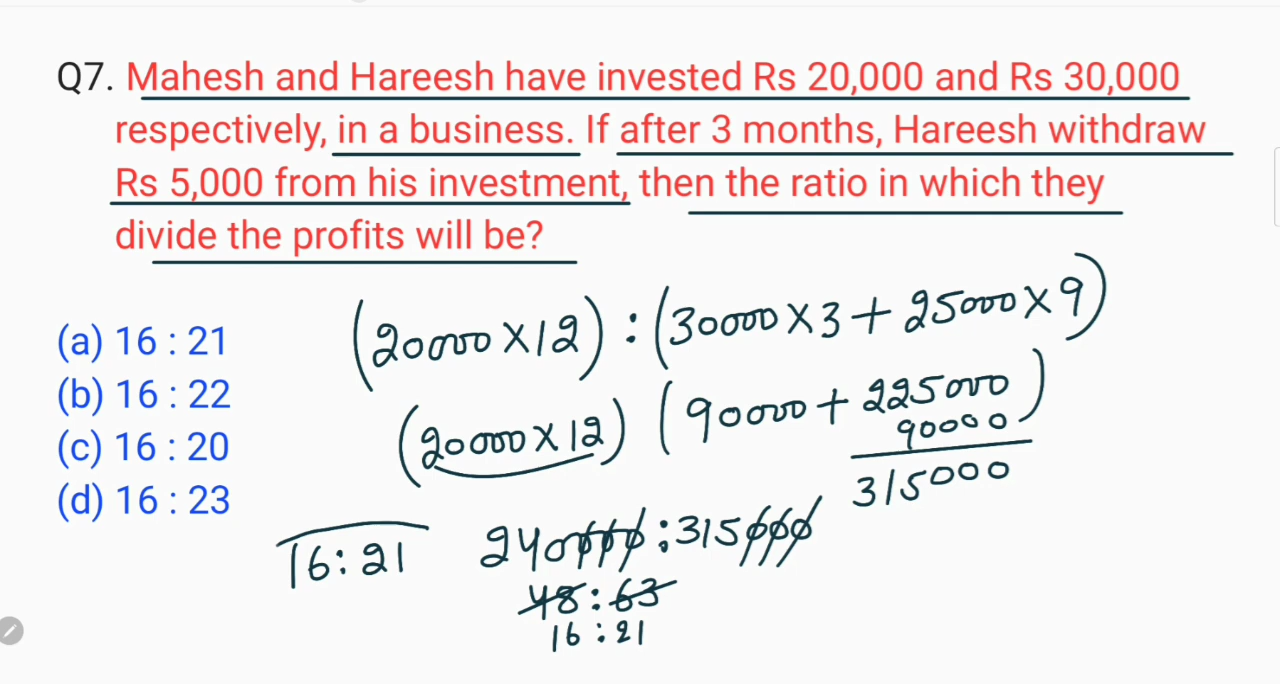 Q7. Mahesh and Hareesh have invested Rs 20,000 and Rs 30,000
respectively, in a business. If after 3 months, Hareesh withdraw
Rs 5,000 from his investment, then the ratio in which they
divide the profits will be?
(a) 16 : 21
(b) 16 : 22
(c) 16 : 20
(d) 16 : 23
(20000 X 12) : (30000 X 3 + 25000 X 9)
(20000 X 12) (90000 + 225000)
90000
315000
240000 : 315000
48 : 63
16 : 21
16 : 21